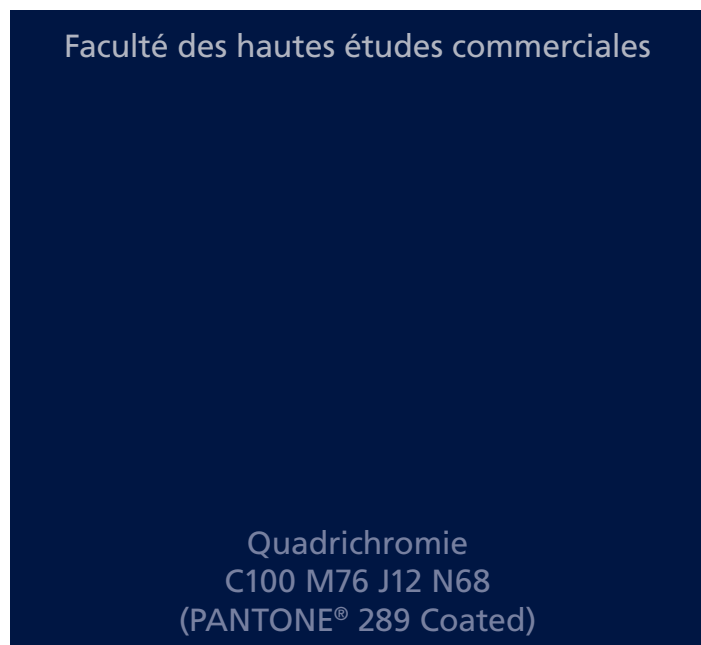 Faculté des hautes études commerciales
Quadrichromie
C100 M76 J12 N68
(PANTONE® 289 Coated)